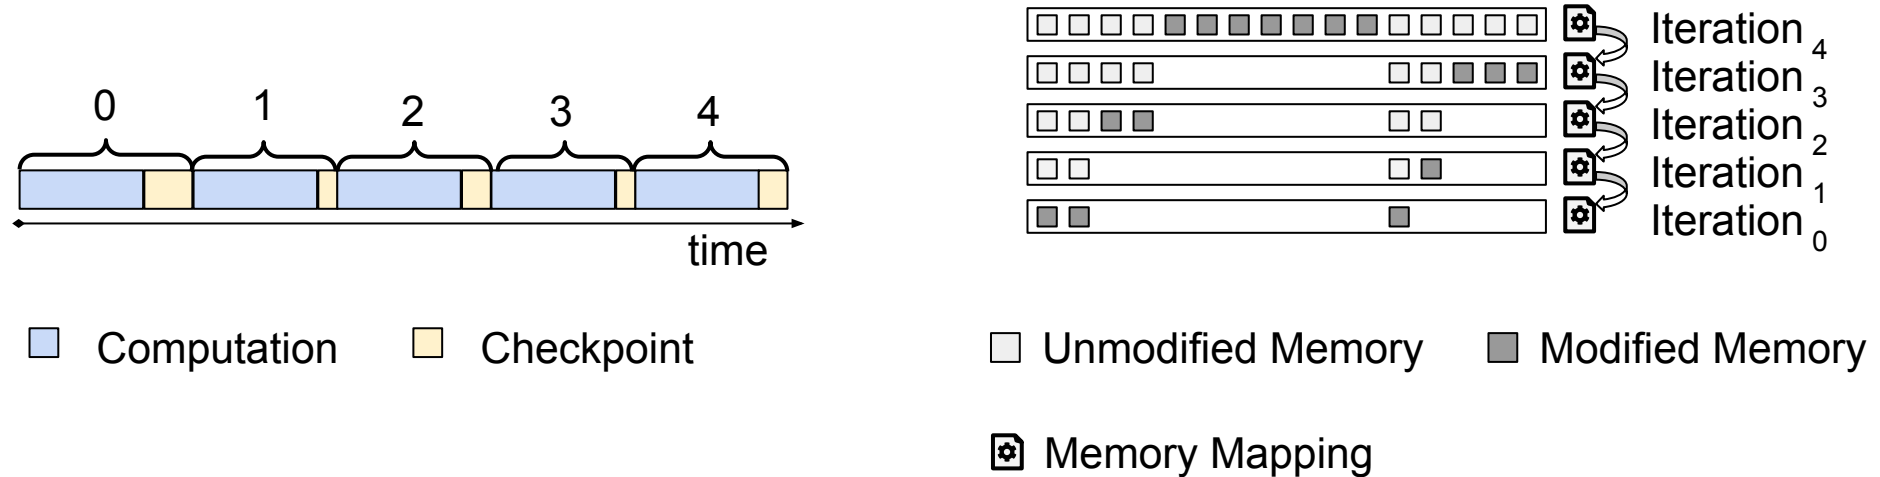 0 1 2 3 4
time
Computation Checkpoint
Iteration 4
Iteration 3
Iteration 2
Iteration 1
Iteration 0
Unmodified Memory Modified Memory
Memory Mapping